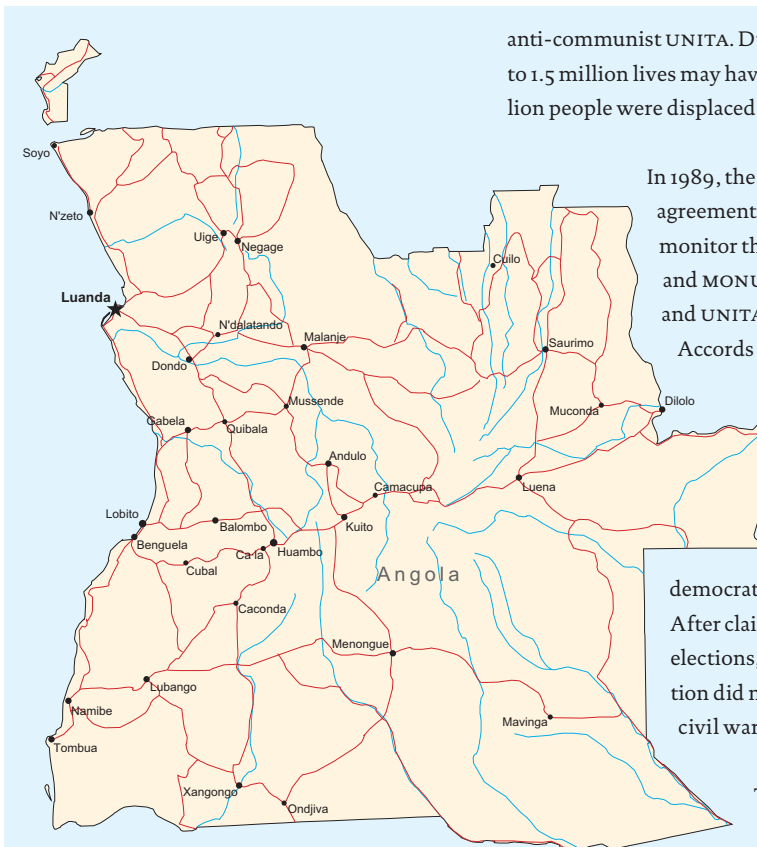 anti-communist UNITA. D
to 1.5 million lives may hav
lion people were displaced
In 1989, the
agreement
monitor th
and MONU
and UNITA
Accords
Soyo
N'zeto
Uige
Negage
Cuilo
Luanda
N'dalatando
Malanje
Saurimo
Dondo
Mussende
Muconda
Dilolo
Gabela
Quibala
Andulo
Camacupa
Luena
Lobito
Balombo
Kuito
Benguela
Ca la
Huambo
Cubal
Angola
Caconda
Menongue
Lubango
Namibe
Mavinga
Tombua
Xangongo
Ondjiva
democrat
After clai
elections,
tion did n
civil war
T